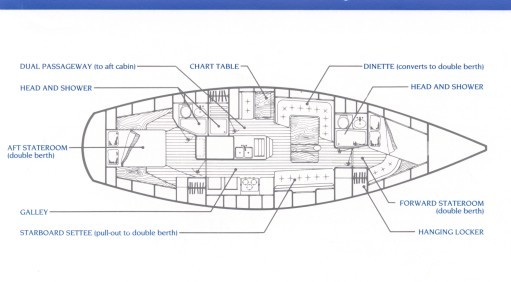 DUAL PASSAGEWAY (to aft cabin)
CHART TABLE
DINETTE (converts to double berth)
HEAD AND SHOWER
HEAD AND SHOWER
AFT STATEROOM
(double berth)
FORWARD STATEROOM
(double berth)
GALLEY
STARBOARD SETTEE (pull-out to double berth)
HANGING LOCKER